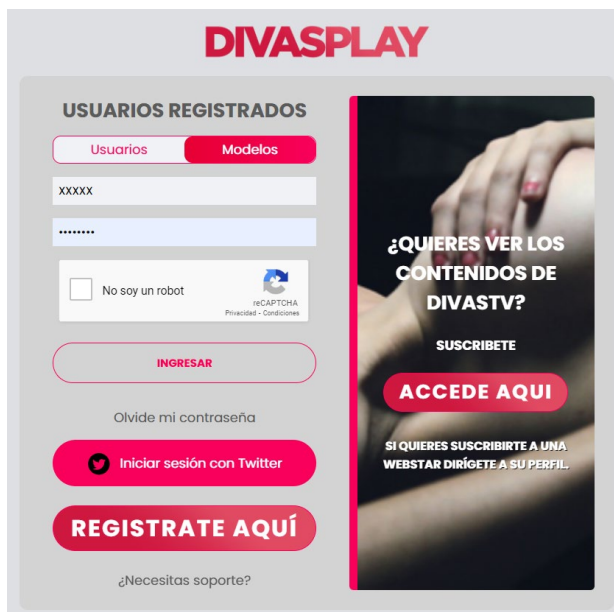 DIVASPLAY
USUARIOS REGISTRADOS
Usuarios
Modelos
xxxxx
••••••••
No soy un robot
reCAPTCHA
Privacidad - Condiciones
INGRESAR
Olvide mi contraseña
Iniciar sesión con Twitter
REGISTRATE AQUÍ
¿Necesitas soporte?
¿QUIERES VER LOS
CONTENIDOS DE
DIVASTV?
SUSCRIBETE
ACCEDE AQUI
SI QUIERES SUSCRIBIRTE A UNA
WEBSTAR DIRÍGETE A SU PERFIL.